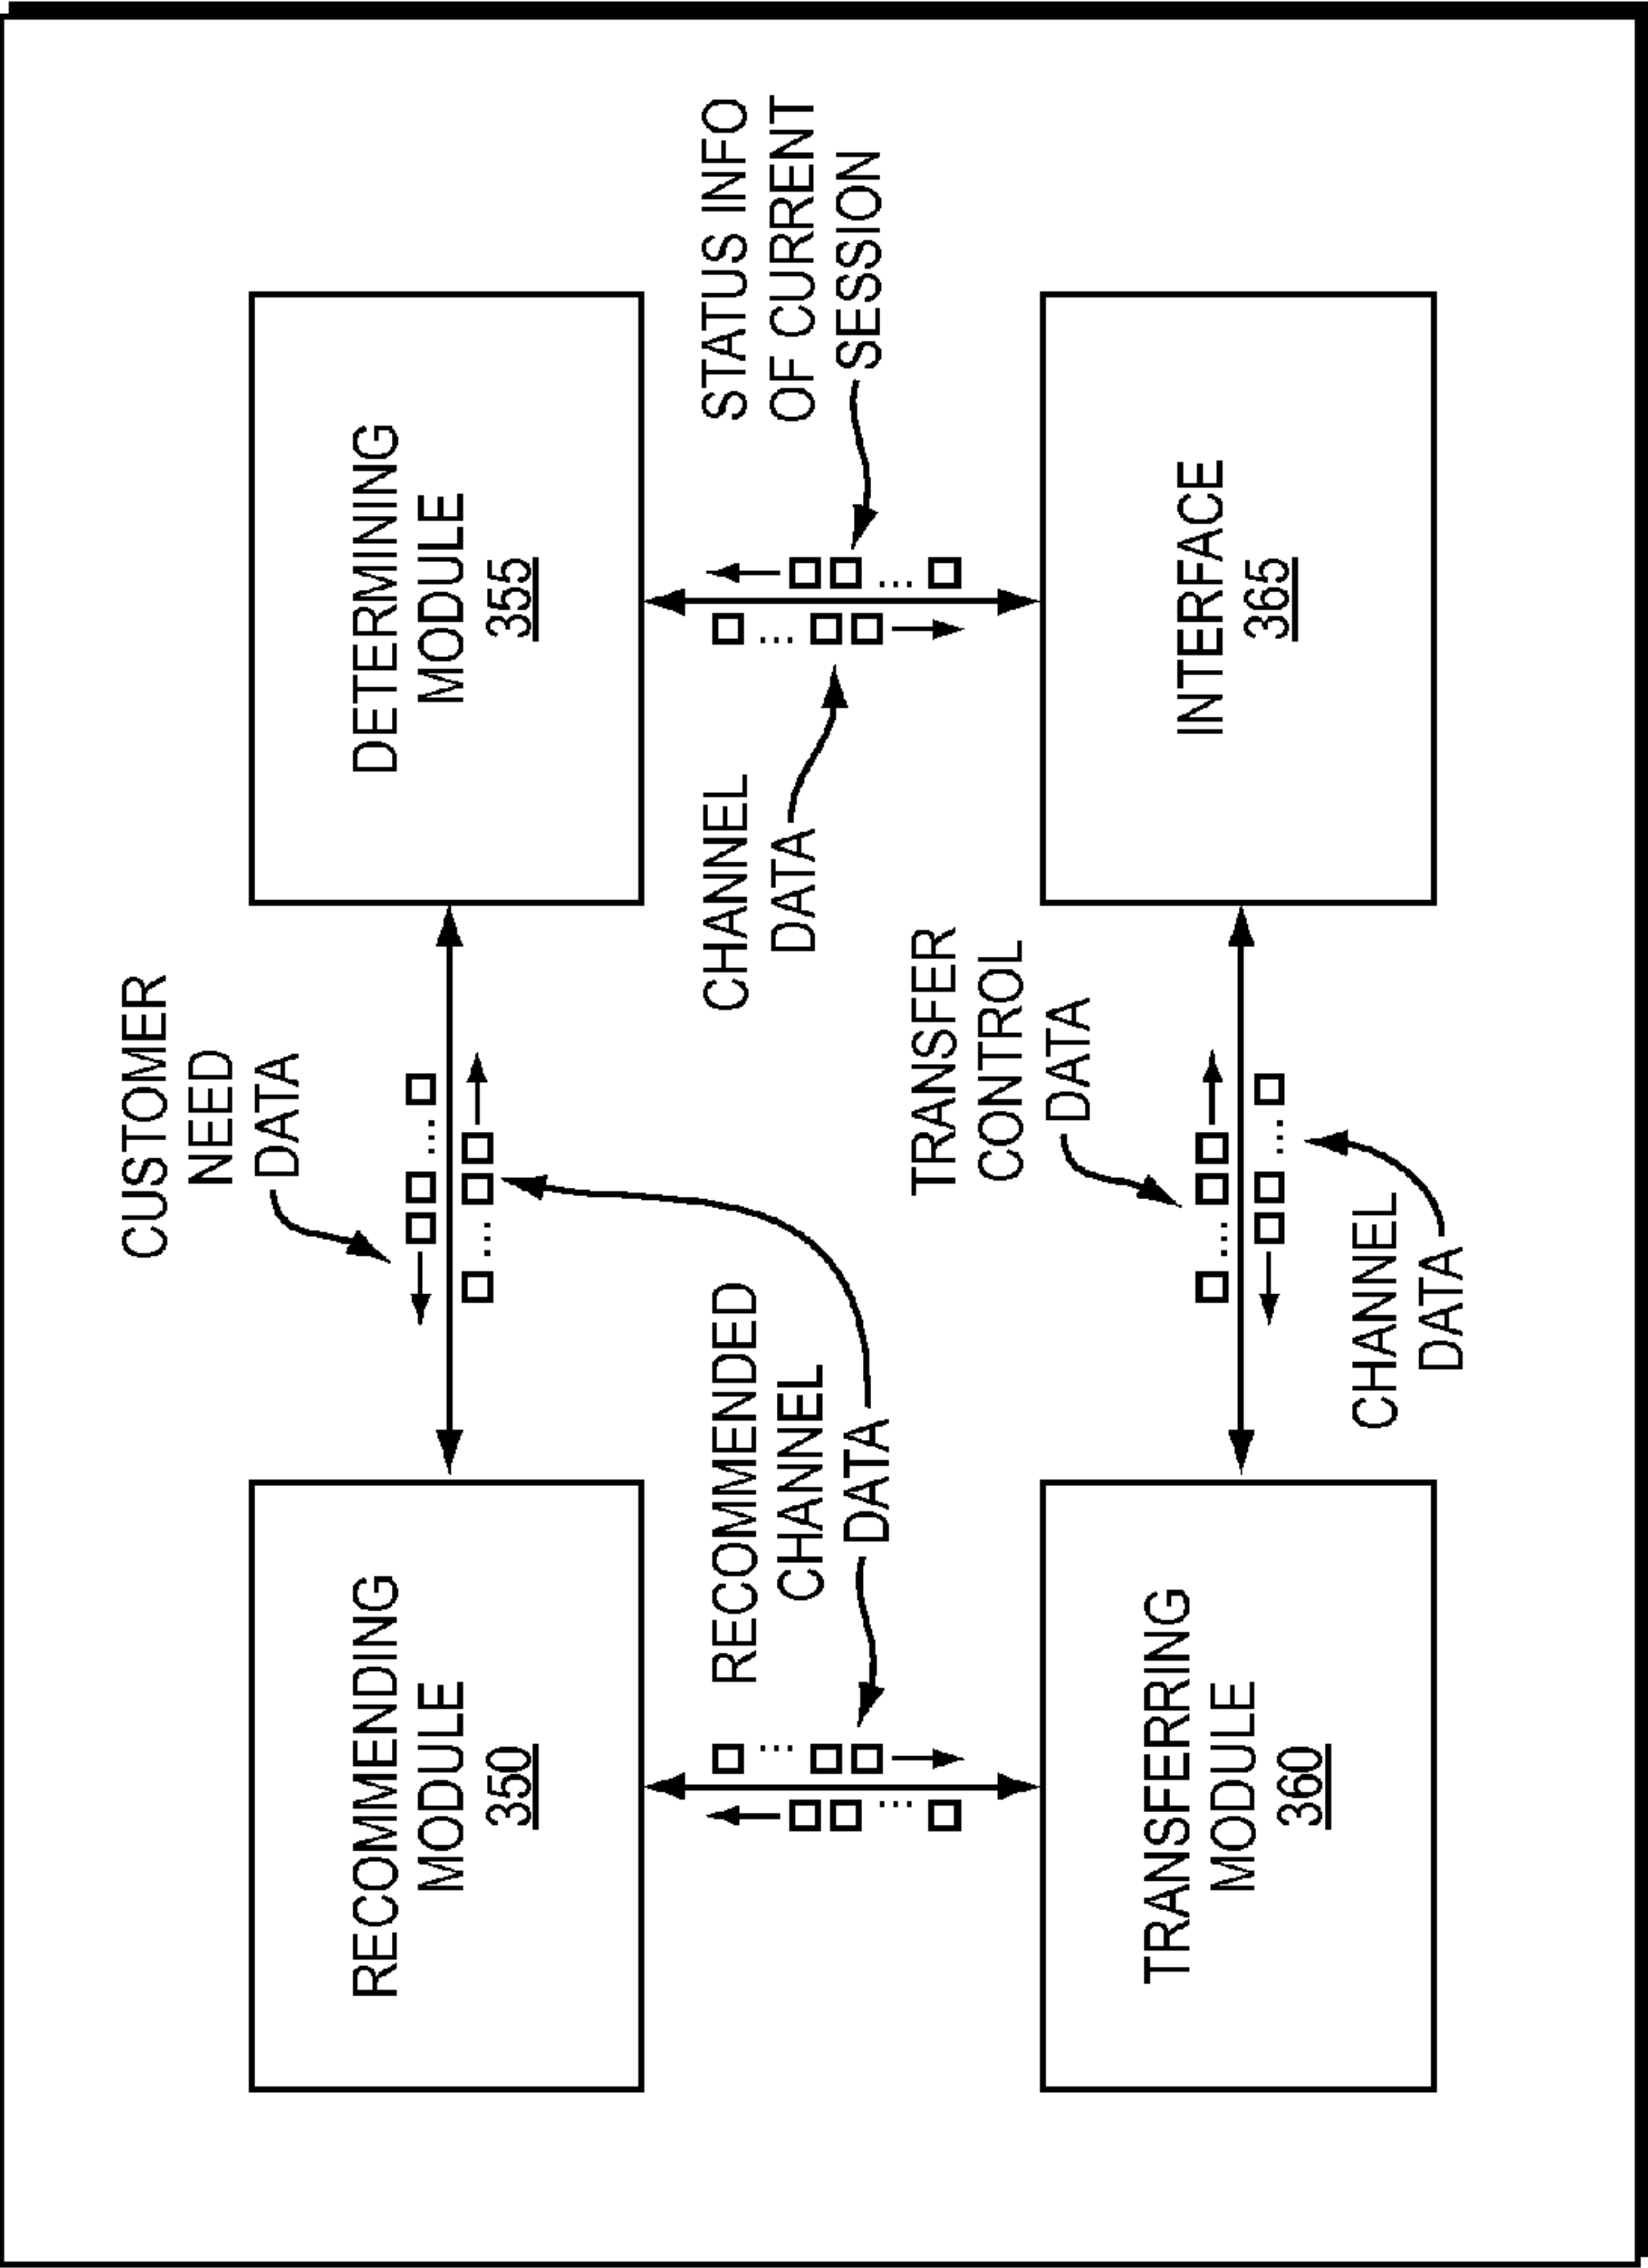 CUSTOMER
NEED
DATA
RECOMMENDING
MODULE
350
DETERMINING
MODULE
355
RECOMMENDED
CHANNEL
DATA
CHANNEL
DATA
STATUS INFO
OF CURRENT
SESSION
TRANSFER
CONTROL
DATA
TRANSFERRING
MODULE
360
INTERFACE
365
CHANNEL
DATA